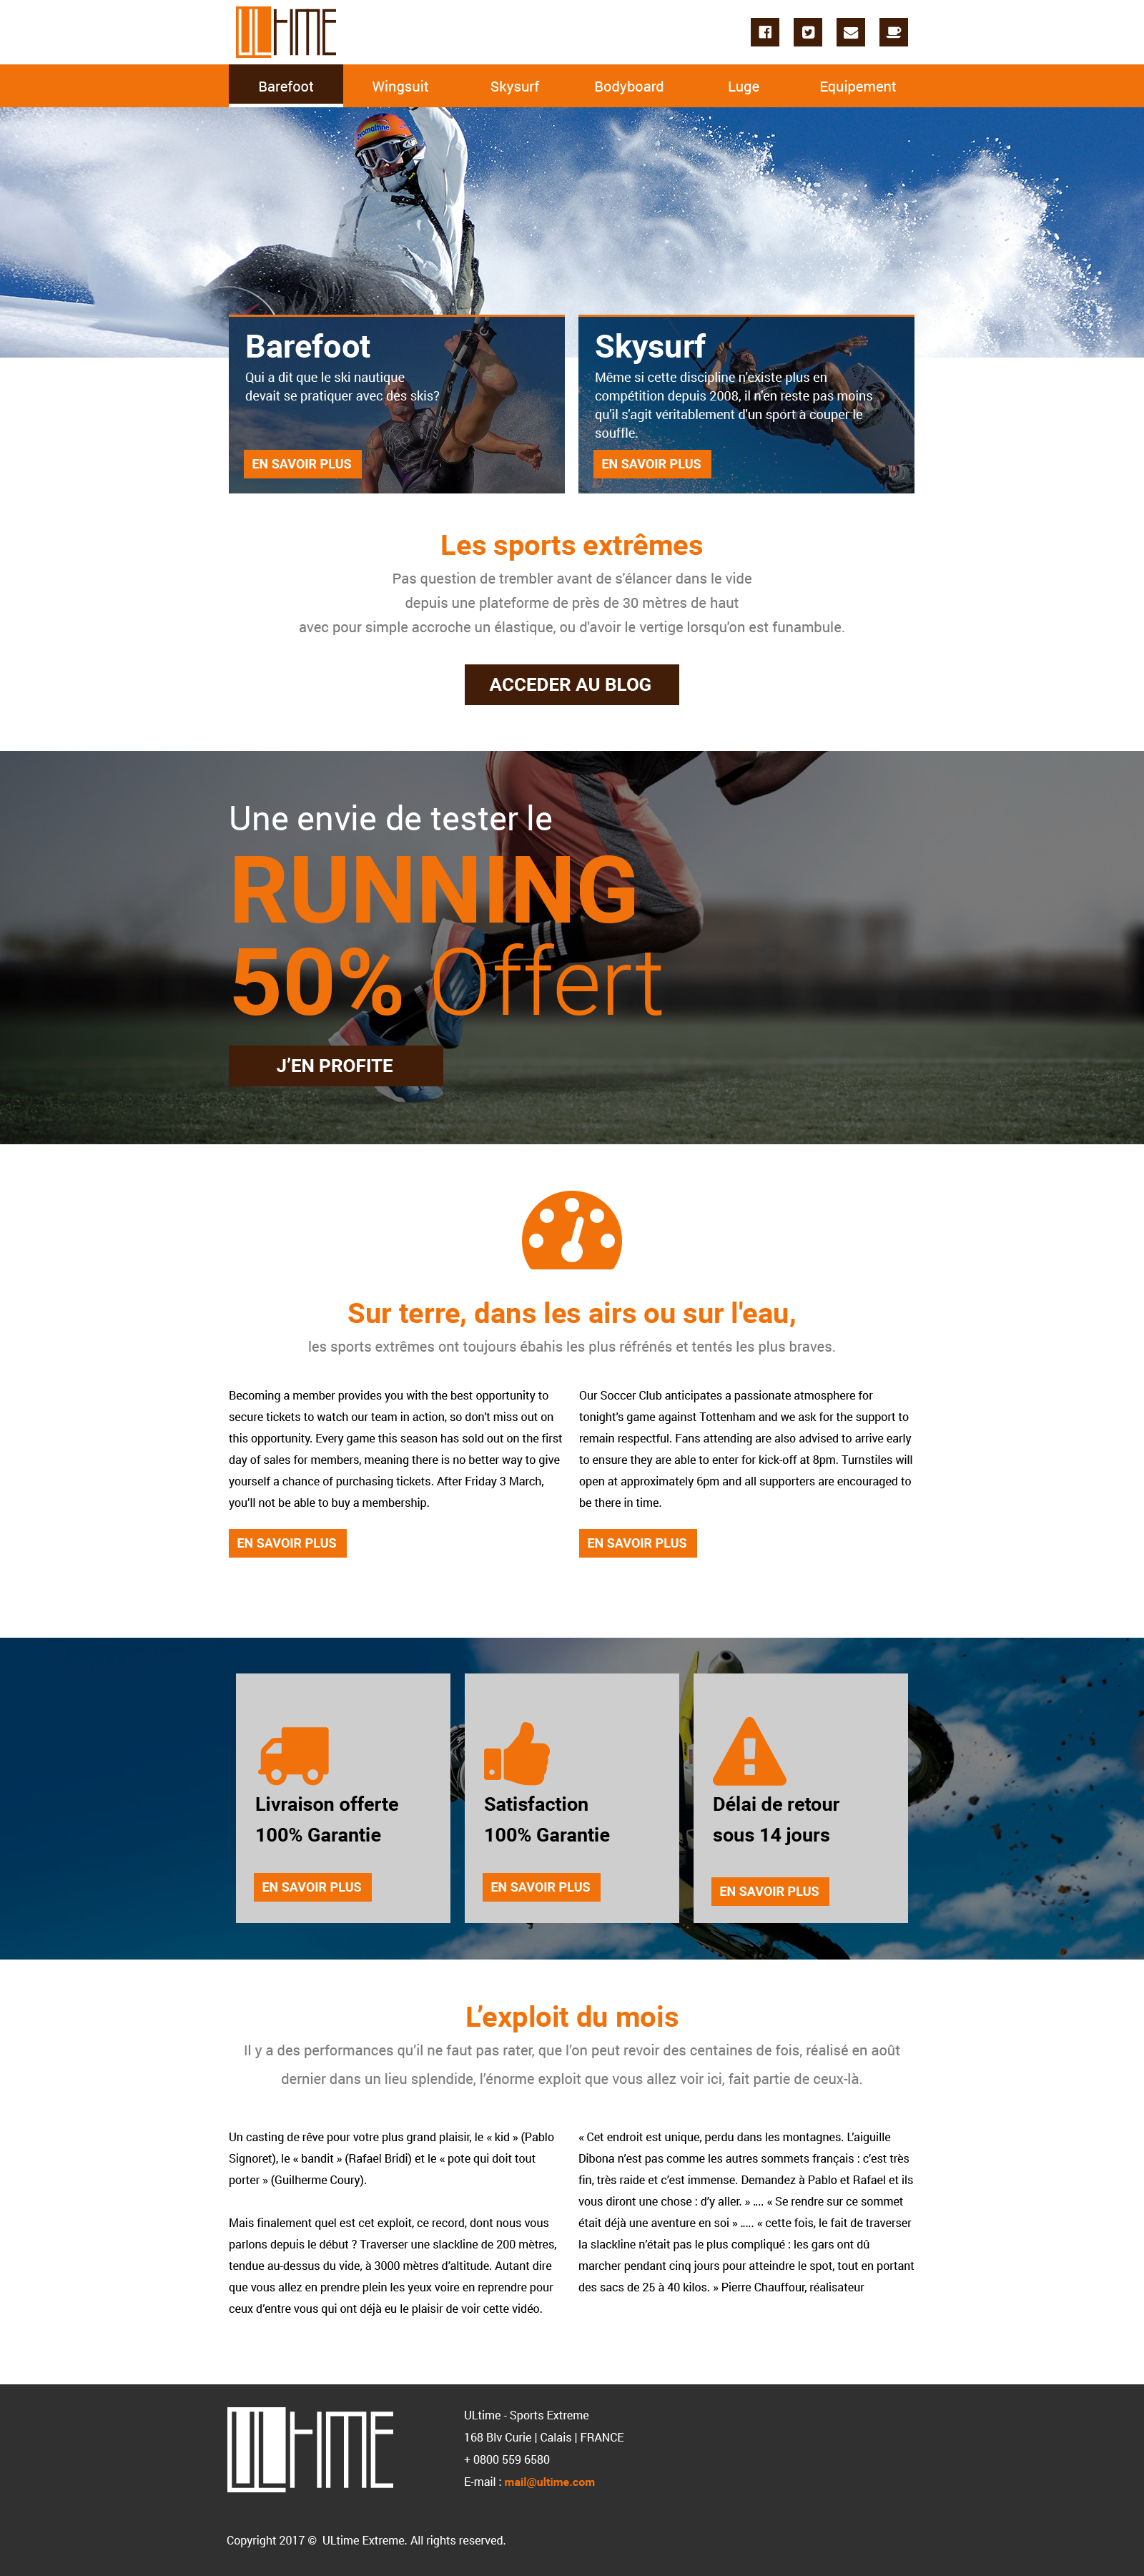 ULTIME
Barefoot
Wingsuit
Skysurf
Bodyboard
Luge
Equipement
ovomaltine
Barefoot
Qui a dit que le ski nautique
devait se pratiquer avec des skis?
EN SAVOIR PLUS
Skysurf
Même si cette discipline n'existe plus en
compétition depuis 2008, il n'en reste pas moins
qu'il s'agit véritablement d'un sport à couper le
souffle.
EN SAVOIR PLUS
Les sports extrêmes
Pas question de trembler avant de s'élancer dans le vide
depuis une plateforme de près de 30 mètres de haut
avec pour simple accroche un élastique, ou d'avoir le vertige lorsqu'on est funambule.
ACCEDER AU BLOG
Une envie de tester le
RUNNING
50% Offert
J'EN PROFITE
Sur terre, dans les airs ou sur l'eau,
les sports extrêmes ont toujours ébahis les plus réfrénés et tentés les plus braves.
Becoming a member provides you with the best opportunity to
secure tickets to watch our team in action, so don't miss out on
this opportunity. Every game this season has sold out on the first
day of sales for members, meaning there is no better way to give
yourself a chance of purchasing tickets. After Friday 3 March,
you'll not be able to buy a membership.
EN SAVOIR PLUS
Our Soccer Club anticipates a passionate atmosphere for
tonight's game against Tottenham and we ask for the support to
remain respectful. Fans attending are also advised to arrive early
to ensure they are able to enter for kick-off at 8pm. Turnstiles will
open at approximately 6pm and all supporters are encouraged to
be there in time.
EN SAVOIR PLUS
Livraison offerte
100% Garantie
EN SAVOIR PLUS
Satisfaction
100% Garantie
EN SAVOIR PLUS
Délai de retour
sous 14 jours
EN SAVOIR PLUS
L'exploit du mois
Il y a des performances qu'il ne faut pas rater, que l'on peut revoir des centaines de fois, réalisé en août
dernier dans un lieu splendide, l'énorme exploit que vous allez voir ici, fait partie de ceux-là.
Un casting de rêve pour votre plus grand plaisir, le « kid » (Pablo
Signoret), le « bandit » (Rafael Bridi) et le « pote qui doit tout
porter » (Guilherme Coury).
Mais finalement quel est cet exploit, ce record, dont nous vous
parlons depuis le début ? Traverser une slackline de 200 mètres,
tendue au-dessus du vide, à 3000 mètres d'altitude. Autant dire
que vous allez en prendre plein les yeux voire en reprendre pour
ceux d'entre vous qui ont déjà eu le plaisir de voir cette vidéo.
« Cet endroit est unique, perdu dans les montagnes. L'aiguille
Dibona n'est pas comme les autres sommets français : c'est très
fin, très raide et c'est immense. Demandez à Pablo et Rafael et ils
vous diront une chose : d'y aller. » .... « Se rendre sur ce sommet
était déjà une aventure en soi » ..... « cette fois, le fait de traverser
la slackline n'était pas le plus compliqué : les gars ont dû
marcher pendant cinq jours pour atteindre le spot, tout en portant
des sacs de 25 à 40 kilos. » Pierre Chauffour, réalisateur
ULTIME
ULtime - Sports Extreme
168 Blv Curie | Calais | FRANCE
+ 0800 559 6580
E-mail : mail@ultime.com
Copyright 2017 © ULtime Extreme. All rights reserved.